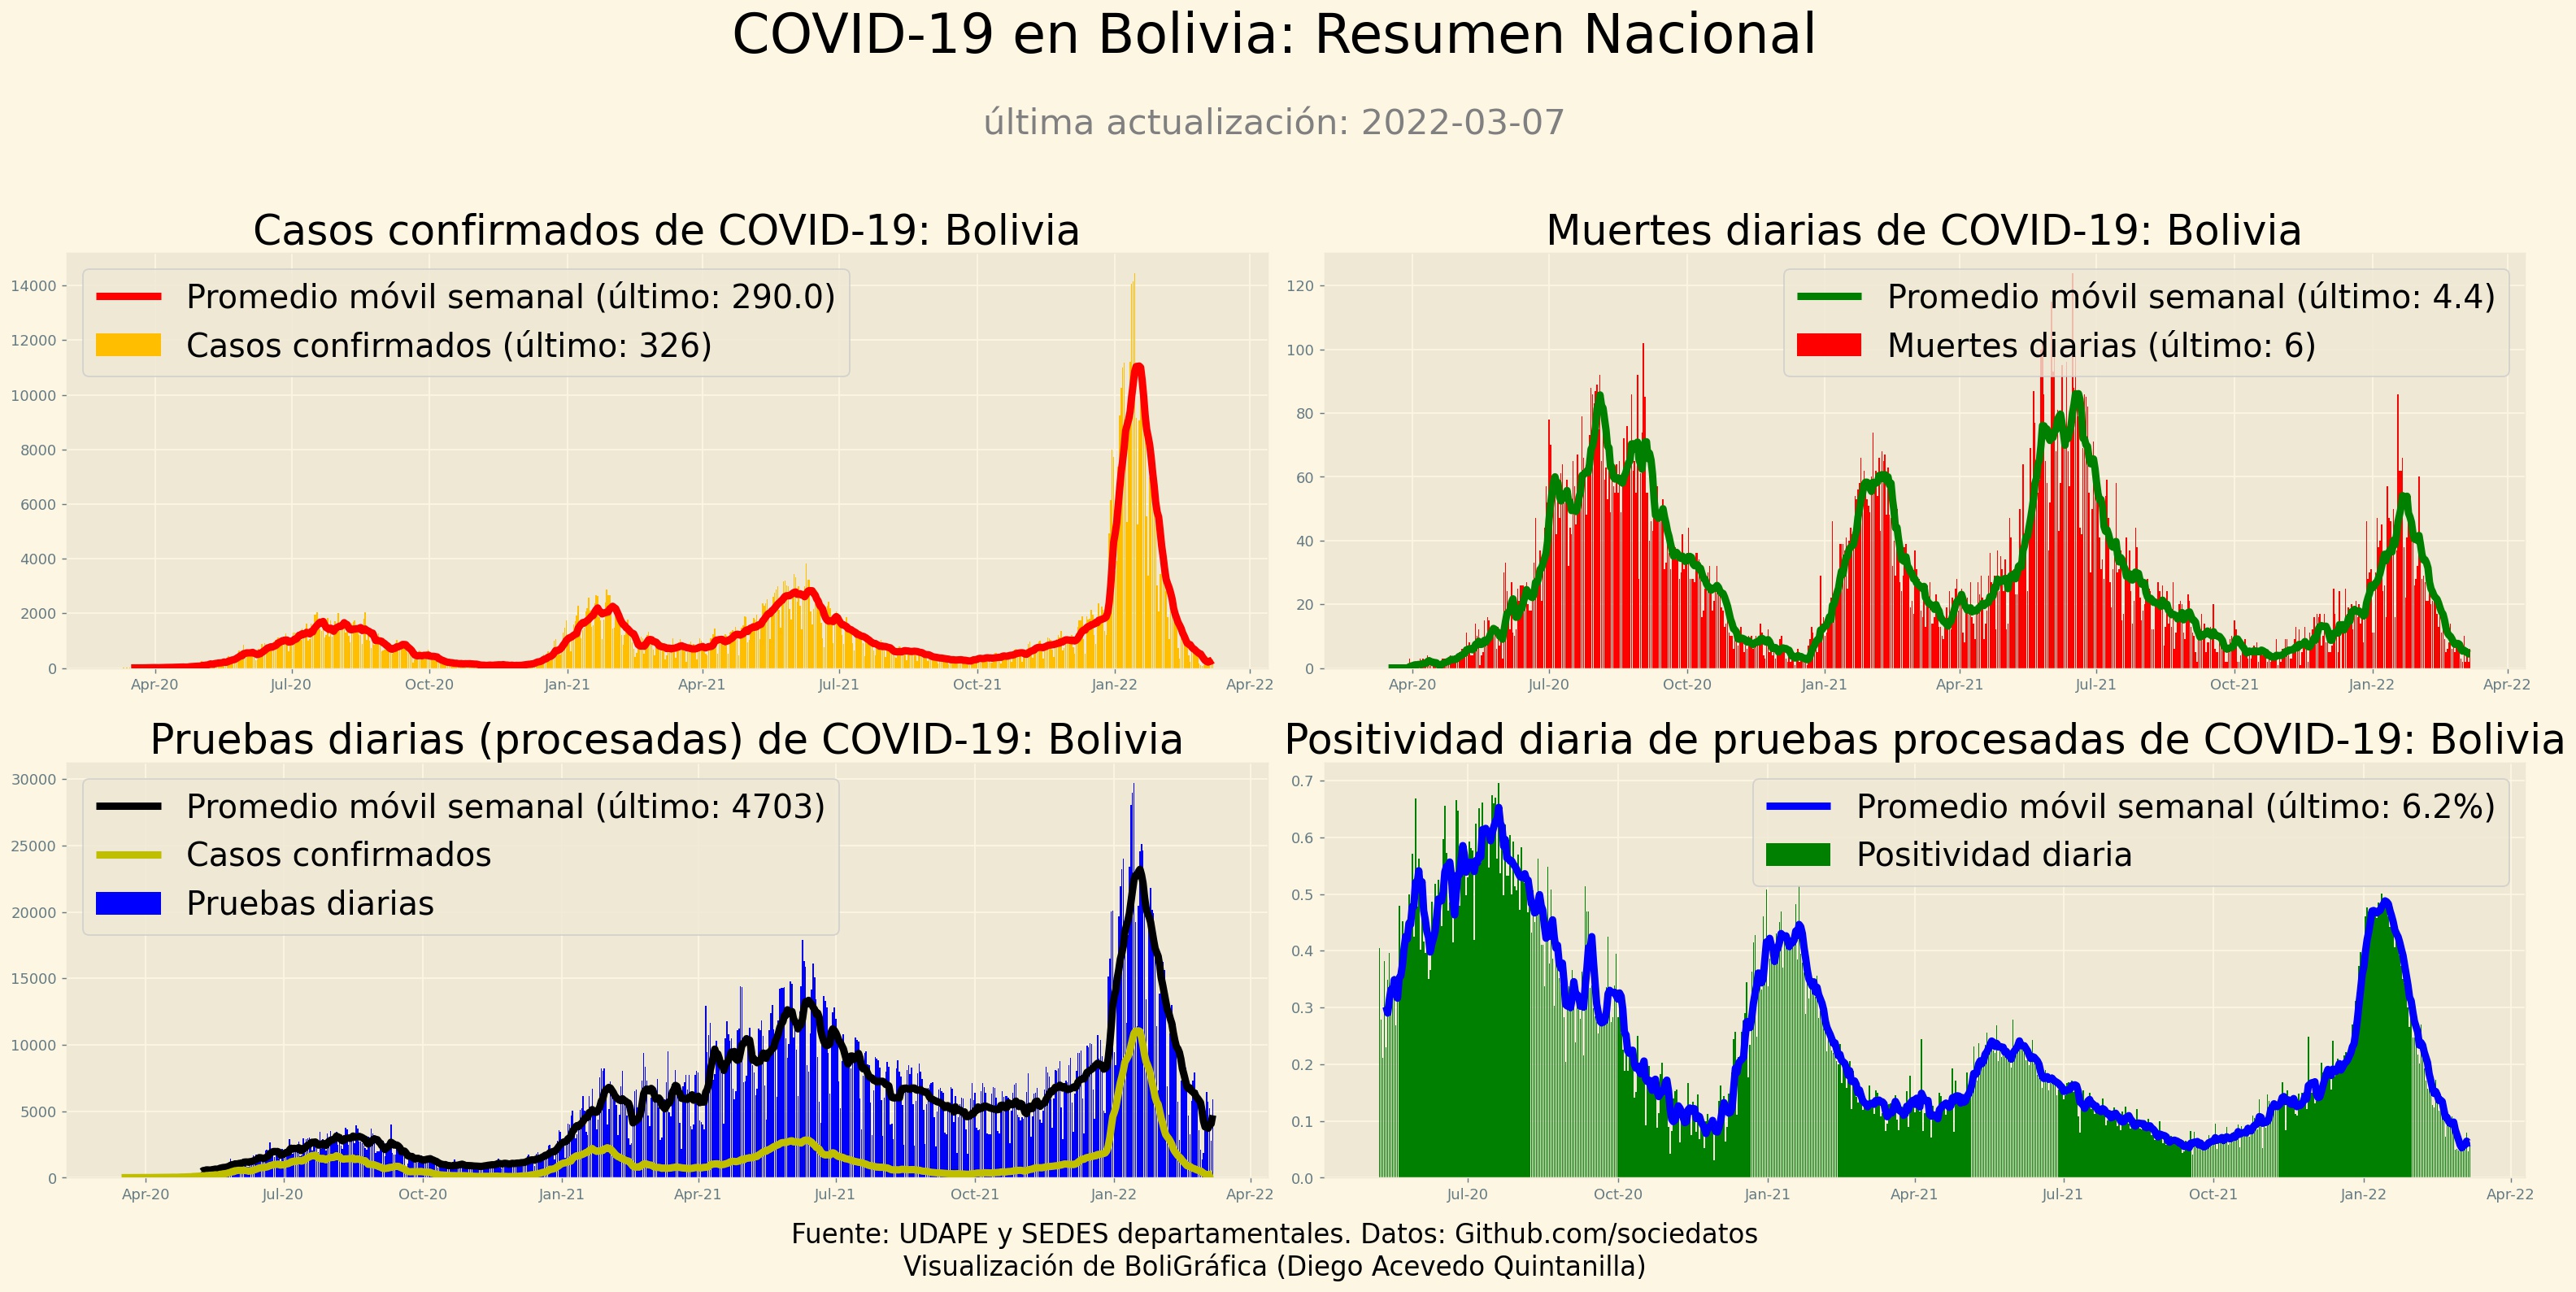 COVID-19 en Bolivia: Resumen Nacional
última actualización: 2022-03-07
Casos confirmados de COVID-19: Bolivia
Promedio móvil semanal (último: 290.0)
Casos confirmados (último: 326)
14000
12000
10000
8000
6000
4000
2000
0
Apr-20 Jul-20 Oct-20 Jan-21 Apr-21 Jul-21 Oct-21 Jan-22 Apr-22
Muertes diarias de COVID-19: Bolivia
Promedio móvil semanal (último: 4.4)
Muertes diarias (último: 6)
120
100
80
60
40
20
0
Apr-20 Jul-20 Oct-20 Jan-21 Apr-21 Jul-21 Oct-21 Jan-22 Apr-22
Pruebas diarias (procesadas) de COVID-19: Bolivia
Promedio móvil semanal (último: 4703)
Casos confirmados
Pruebas diarias
30000
25000
20000
15000
10000
5000
0
Apr-20 Jul-20 Oct-20 Jan-21 Apr-21 Jul-21 Oct-21 Jan-22 Apr-22
Positividad diaria de pruebas procesadas de COVID-19: Bolivia
Promedio móvil semanal (último: 6.2%)
Positividad diaria
0.7
0.6
0.5
0.4
0.3
0.2
0.1
0.0
Jul-20 Oct-20 Jan-21 Apr-21 Jul-21 Oct-21 Jan-22 Apr-22
Fuente: UDAPE y SEDES departamentales. Datos: Github.com/sociedatos
Visualización de BoliGráfica (Diego Acevedo Quintanilla)